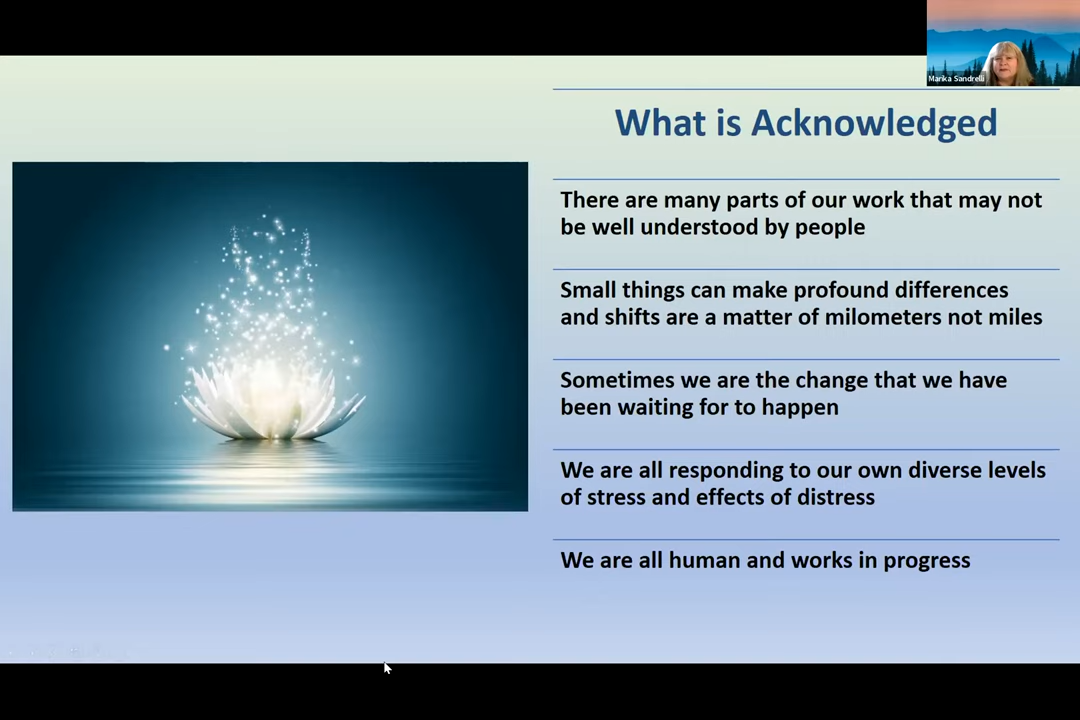 Marika Sandrelli
What is Acknowledged
There are many parts of our work that may not
be well understood by people
Small things can make profound differences
and shifts are a matter of milometers not miles
Sometimes we are the change that we have
been waiting for to happen
We are all responding to our own diverse levels
of stress and effects of distress
We are all human and works in progress